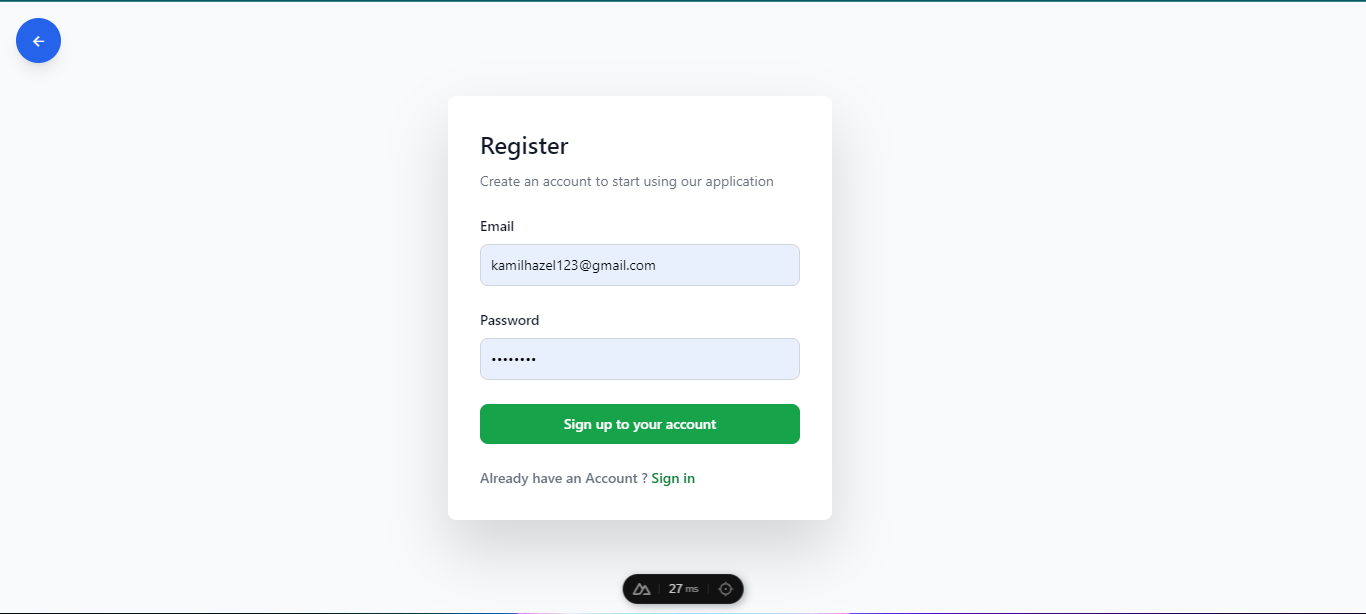 Register
Create an account to start using our application
Email
kamilhazel123@gmail.com
Password
••••••••
Sign up to your account
Already have an Account ? Sign in
27 ms